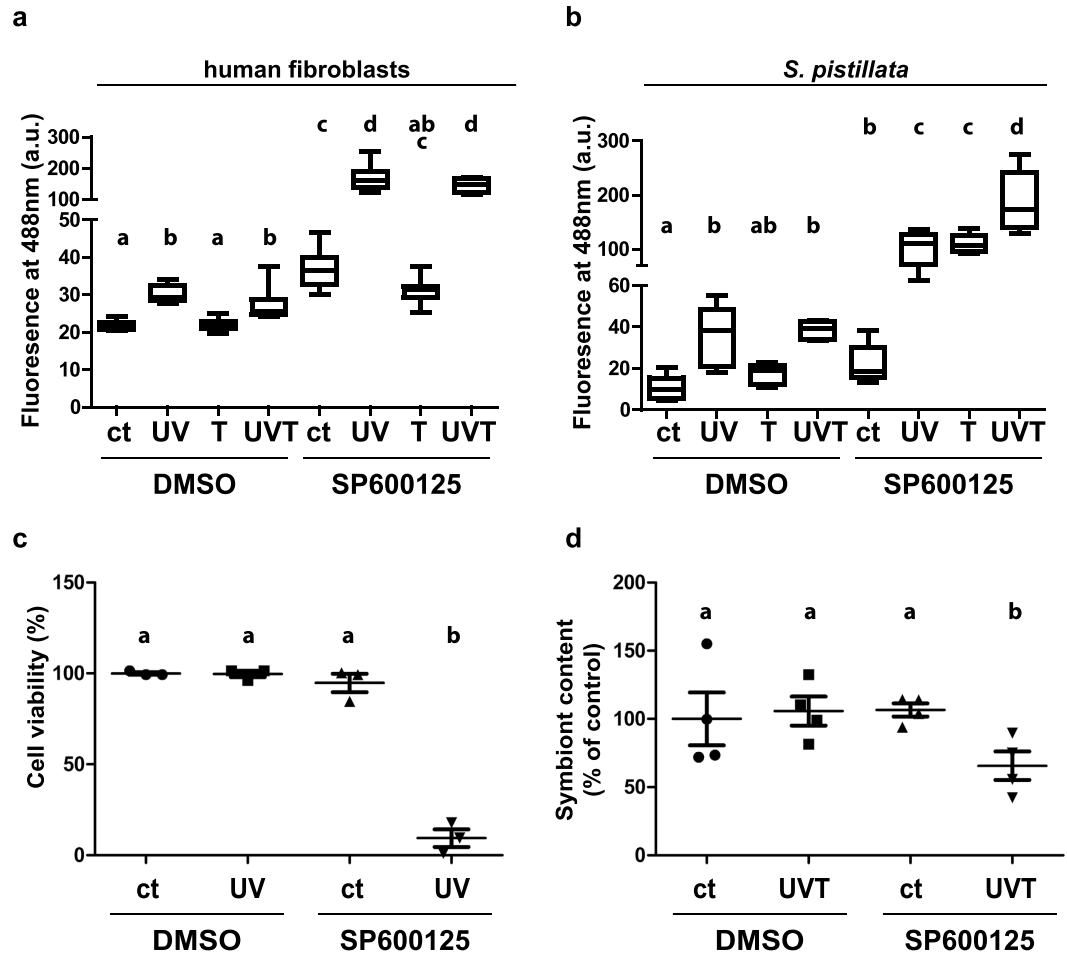 a
human fibroblasts
Fluoresence at 488nm (a.u.)
300
200
100
50
40
30
20
10
0
a b a b c d ab d
c
ct UV T UVT ct UV T UVT
DMSO SP600125
b
S. pistillata
Fluoresence at 488nm (a.u.)
300
200
100
60
40
20
0
a b ab b b c c d
ct UV T UVT ct UV T UVT
DMSO SP600125
c
Cell viability (%)
150
100
50
0
a a a b
ct UV ct UV
DMSO SP600125
d
Symbiont content
(% of control)
200
150
100
50
0
a a a b
ct UVT ct UVT
DMSO SP600125